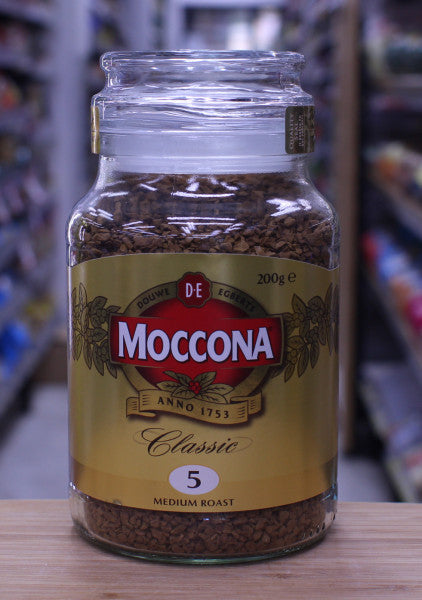 D·E
DOUWE EGBERTS
200g e
MOCCONA
ANNO 1753
Classic
5
MEDIUM ROAST